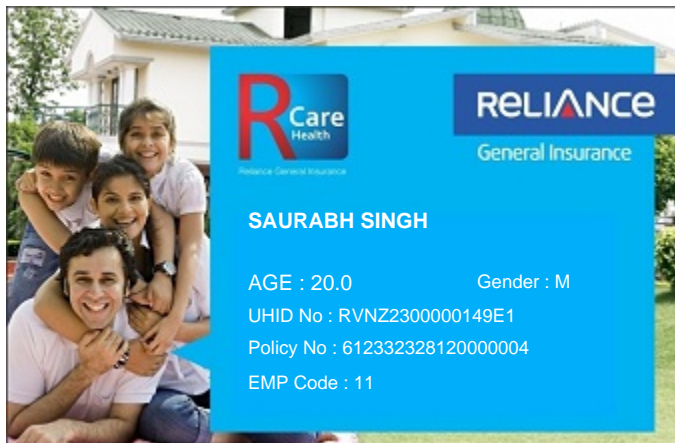 R Care
Health
Reliance General Insurance
RELIANCE
General Insurance
SAURABH SINGH
AGE : 20.0 Gender : M
UHID No : RVNZ2300000149E1
Policy No : 612332328120000004
EMP Code : 11